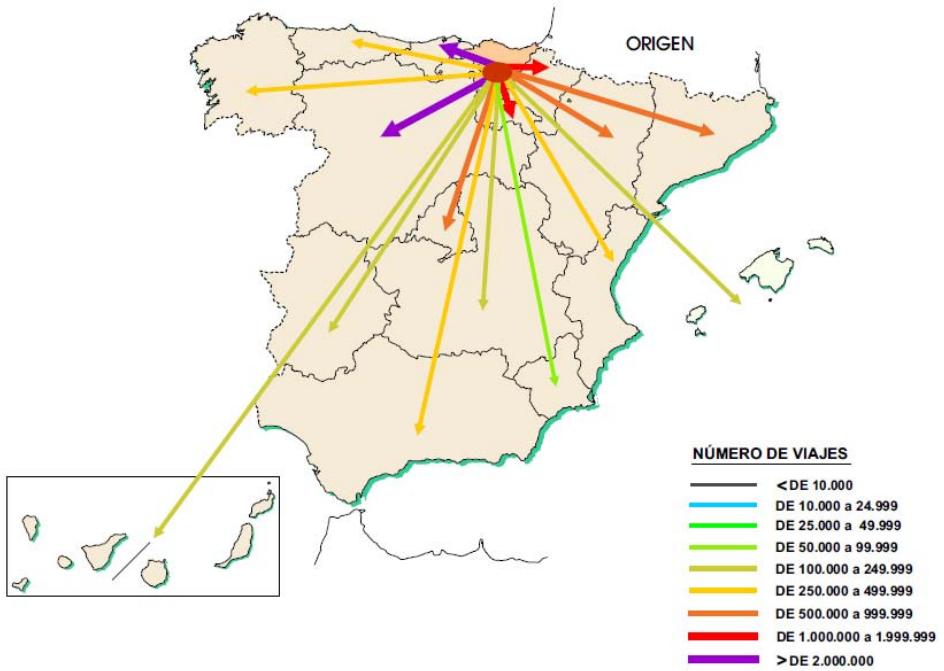 ORIGEN
NÚMERO DE VIAJES
< DE 10.000
DE 10.000 a 24.999
DE 25.000 a 49.999
DE 50.000 a 99.999
DE 100.000 a 249.999
DE 250.000 a 499.999
DE 500.000 a 999.999
DE 1.000.000 a 1.999.999
> DE 2.000.000